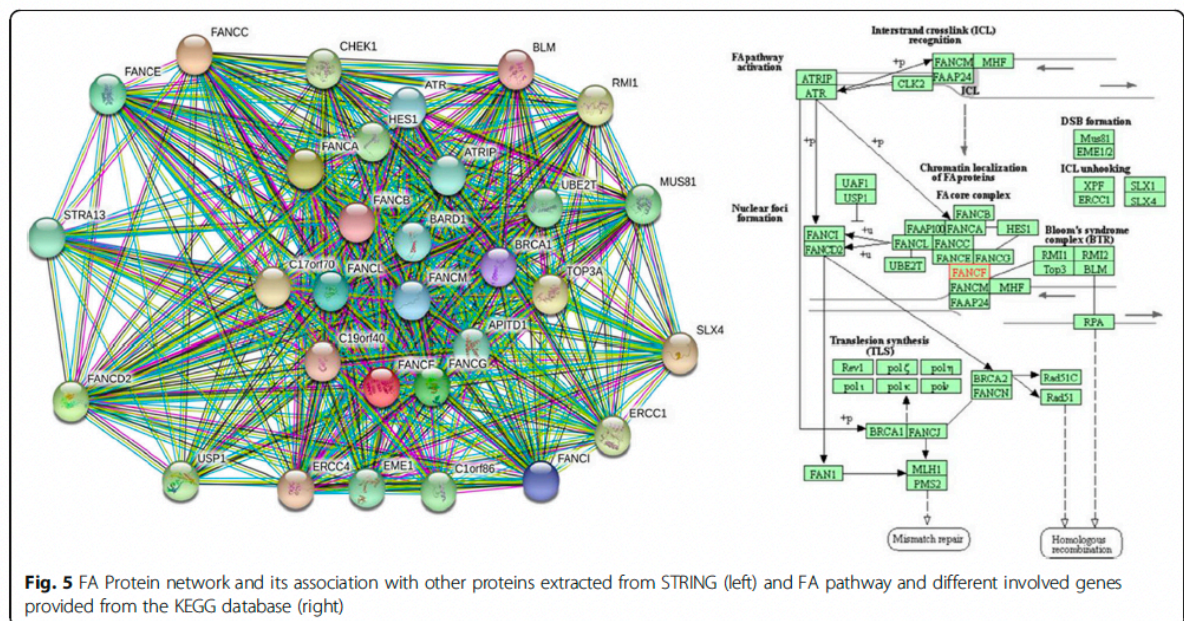 FANCC
CHEK1
BLM
FANCE
ATR
RMI1
HES1
FANCA
ATRIP
UBE2T
MUS81
FANCB
STRA13
BARD1
BRCA1
C17orf70
FANCL
FANCM
TOP3A
APITD1
C19orf40
SLX4
FANCF
FANCG
FANCD2
ERCC1
USP1
ERCC4
EME1
C1orf86
FANCI
Interstrand crosslink (ICL)
recognition
FA pathway
activation
+p
FANCM MHF
FAAP24
ATRIP
ATR
CLK2
ICL
DSB formation
Mus81
EME1/2
+p
+p
Chromatin localization
of FA proteins
ICL unhooking
XPF SLX1
ERCC1 SLX4
UAF1
USP1
FA core complex
Nuclear foci
formation
FANCB
FAAP100 FANCA HES1
FANCI
FANCD2
+u
+u
FANCL FANCC
FANCE FANCG
UBE2T
FANCF
Bloom's syndrome
complex (BTR)
RMI1 RMI2
Top3 BLM
FANCM MHF
FAAP24
RPA
Translesion synthesis
(TLS)
Rev1 pol ζ pol η
pol ι pol κ pol ν
BRCA2
FANCN
Rad51C
Rad51
+p
BRCA1 FANCJ
FAN1
MLH1
PMS2
Mismatch repair
Homologous
recombination
Fig. 5 FA Protein network and its association with other proteins extracted from STRING (left) and FA pathway and different involved genes
provided from the KEGG database (right)